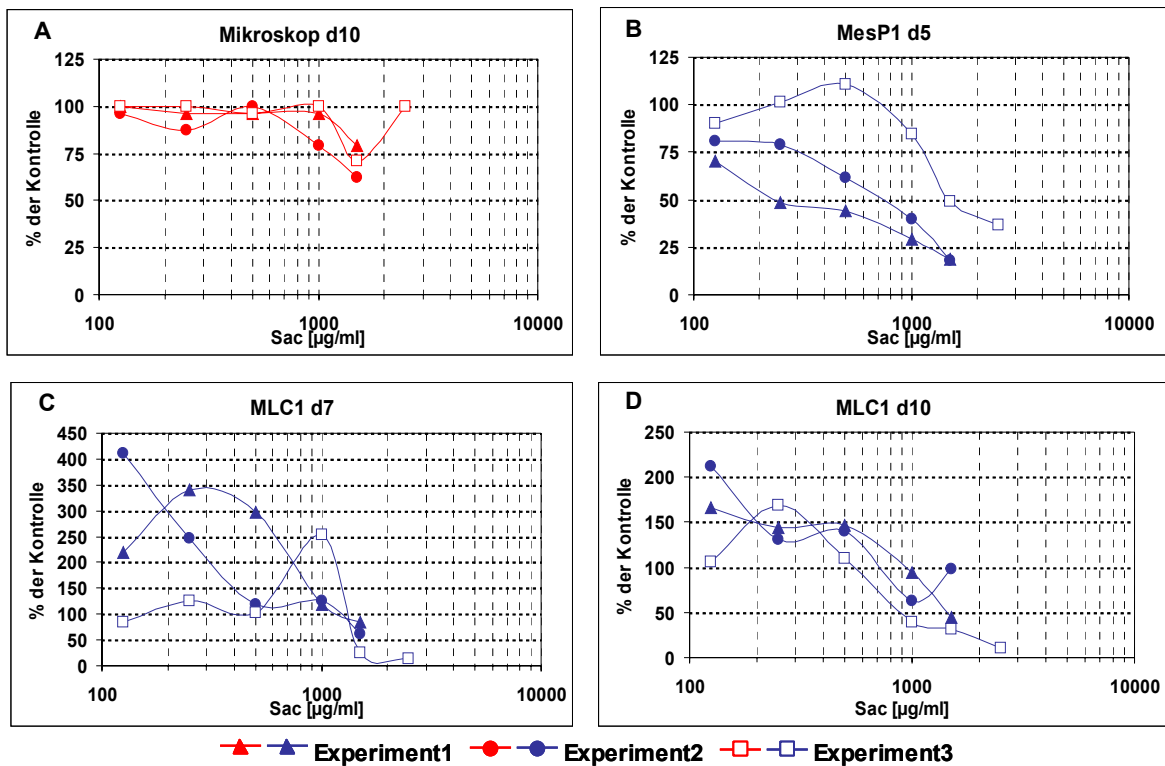 A
Mikroskop d10
125
100
75
50
25
0
% der Kontrolle
100
1000
10000
Sac [µg/ml]
B
MesP1 d5
125
100
75
50
25
0
% der Kontrolle
100
1000
10000
Sac [µg/ml]
C
MLC1 d7
450
400
350
300
250
200
150
100
50
0
% der Kontrolle
100
1000
10000
Sac [µg/ml]
D
MLC1 d10
250
200
150
100
50
0
% der Kontrolle
100
1000
10000
Sac [µg/ml]
Experiment1 Experiment2 Experiment3